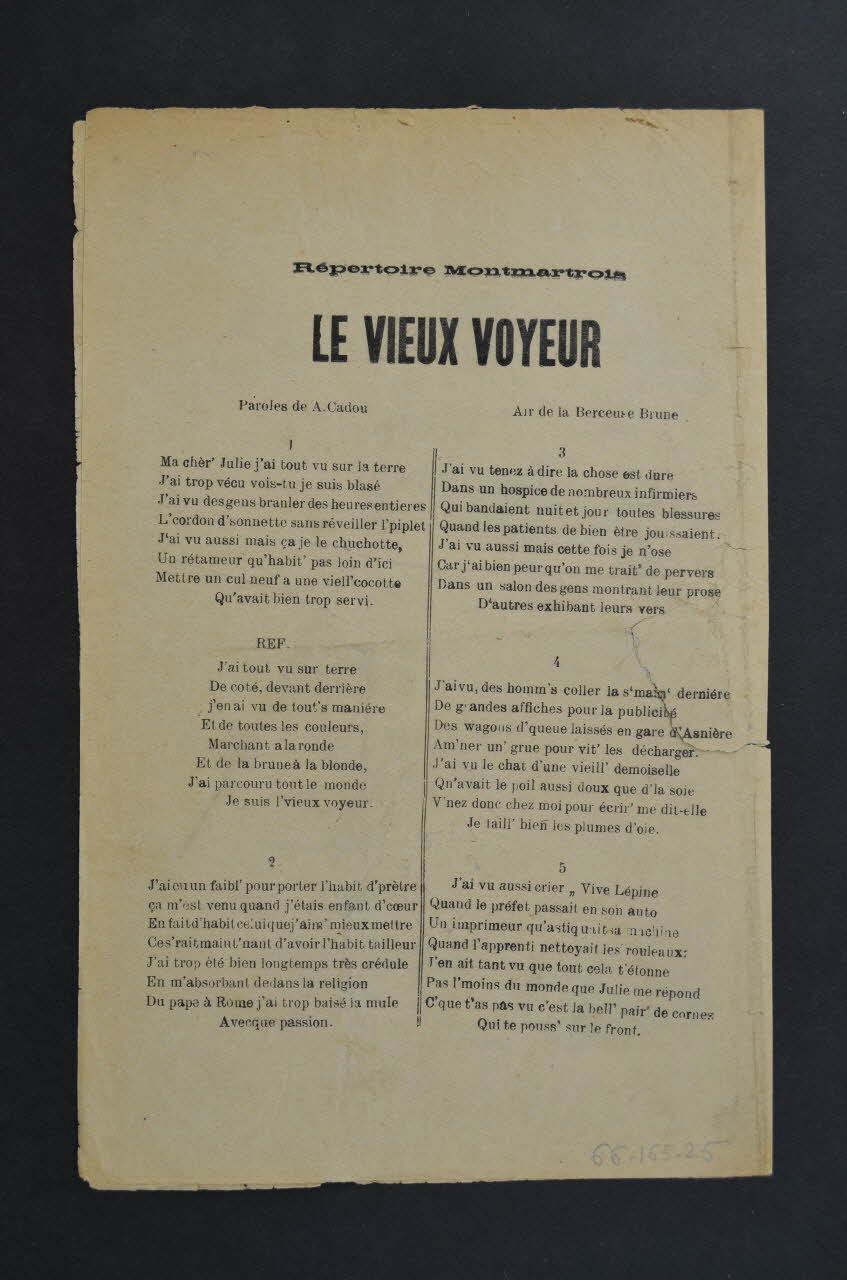 Répertoire Montmartrois
LE VIEUX VOYEUR
Paroles de A. Cadou
Air de la Berceuse Brune
1
Ma chèr' Julie j'ai tout vu sur la terre
J'ai trop vécu vois-tu je suis blasé
J'ai vu des gens branler des heures entieres
L'cordon d'sonnette sans réveiller l'piplet
J'ai vu aussi mais ça je le chuchotte,
Un rétameur qu'habit' pas loin d'ici
Mettre un cul neuf a une vieil'cocotte
Qu'avait bien trop servi.
REF.
J'ai tout vu sur terre
De coté, devant derrière
j'en ai vu de tout's maniére
Et de toutes les couleurs,
Marchant a la ronde
Et de la brune à la blonde,
J'ai parcouru tout le monde
Je suis l'vieux voyeur.
2
J'ai eu un faibl' pour porter l'habit d'prètre
ça m'est venu quand j'étais enfant d'cœur
En fait d'habit celui que j'aim' mieux mettre
Ces'rait maint'nant d'avoir l'habit tailleur
J'ai trop été bien longtemps très crédule
En m'absorbant dedans la religion
Du pape à Rome j'ai trop baisé la mule
Avecque passion.
3
J'ai vu tenez à dire la chose est dure
Dans un hospice de nombreux infirmiers
Qui bandaient nuit et jour toutes blessures
Quand les patients de bien ètre jouissaient.
J'ai vu aussi mais cette fois je n'ose
Car j'ai bien peur qu'on me trait' de pervers
Dans un salon des gens montrant leur prose
D'autres exhibant leurs vers
4
J'ai vu, des homm's coller la s'main' derniére
De grandes affiches pour la publicité
Des wagons d'queue laissés en gare d'Asnière
Am'ner un' grue pour vit' les décharger.
J'ai vu le chat d'une vieill' demoiselle
Qu'avait le poil aussi doux que d'la soie
V'nez donc chez moi pour écrir' me dit-elle
Je taill' bien les plumes d'oie.
5
J'ai vu aussi crier „ Vive Lépine
Quand le préfet passait en son auto
Un imprimeur qu'astiquait sa machine
Quand l'apprenti nettoyait les rouleaux:
J'en ait tant vu que tout cela t'étonne
Pas l'moins du monde que Julie me repond
C'que t'as pas vu c'est la bell' pair' de cornes
Qui te pouss' sur le front.
66-165-25